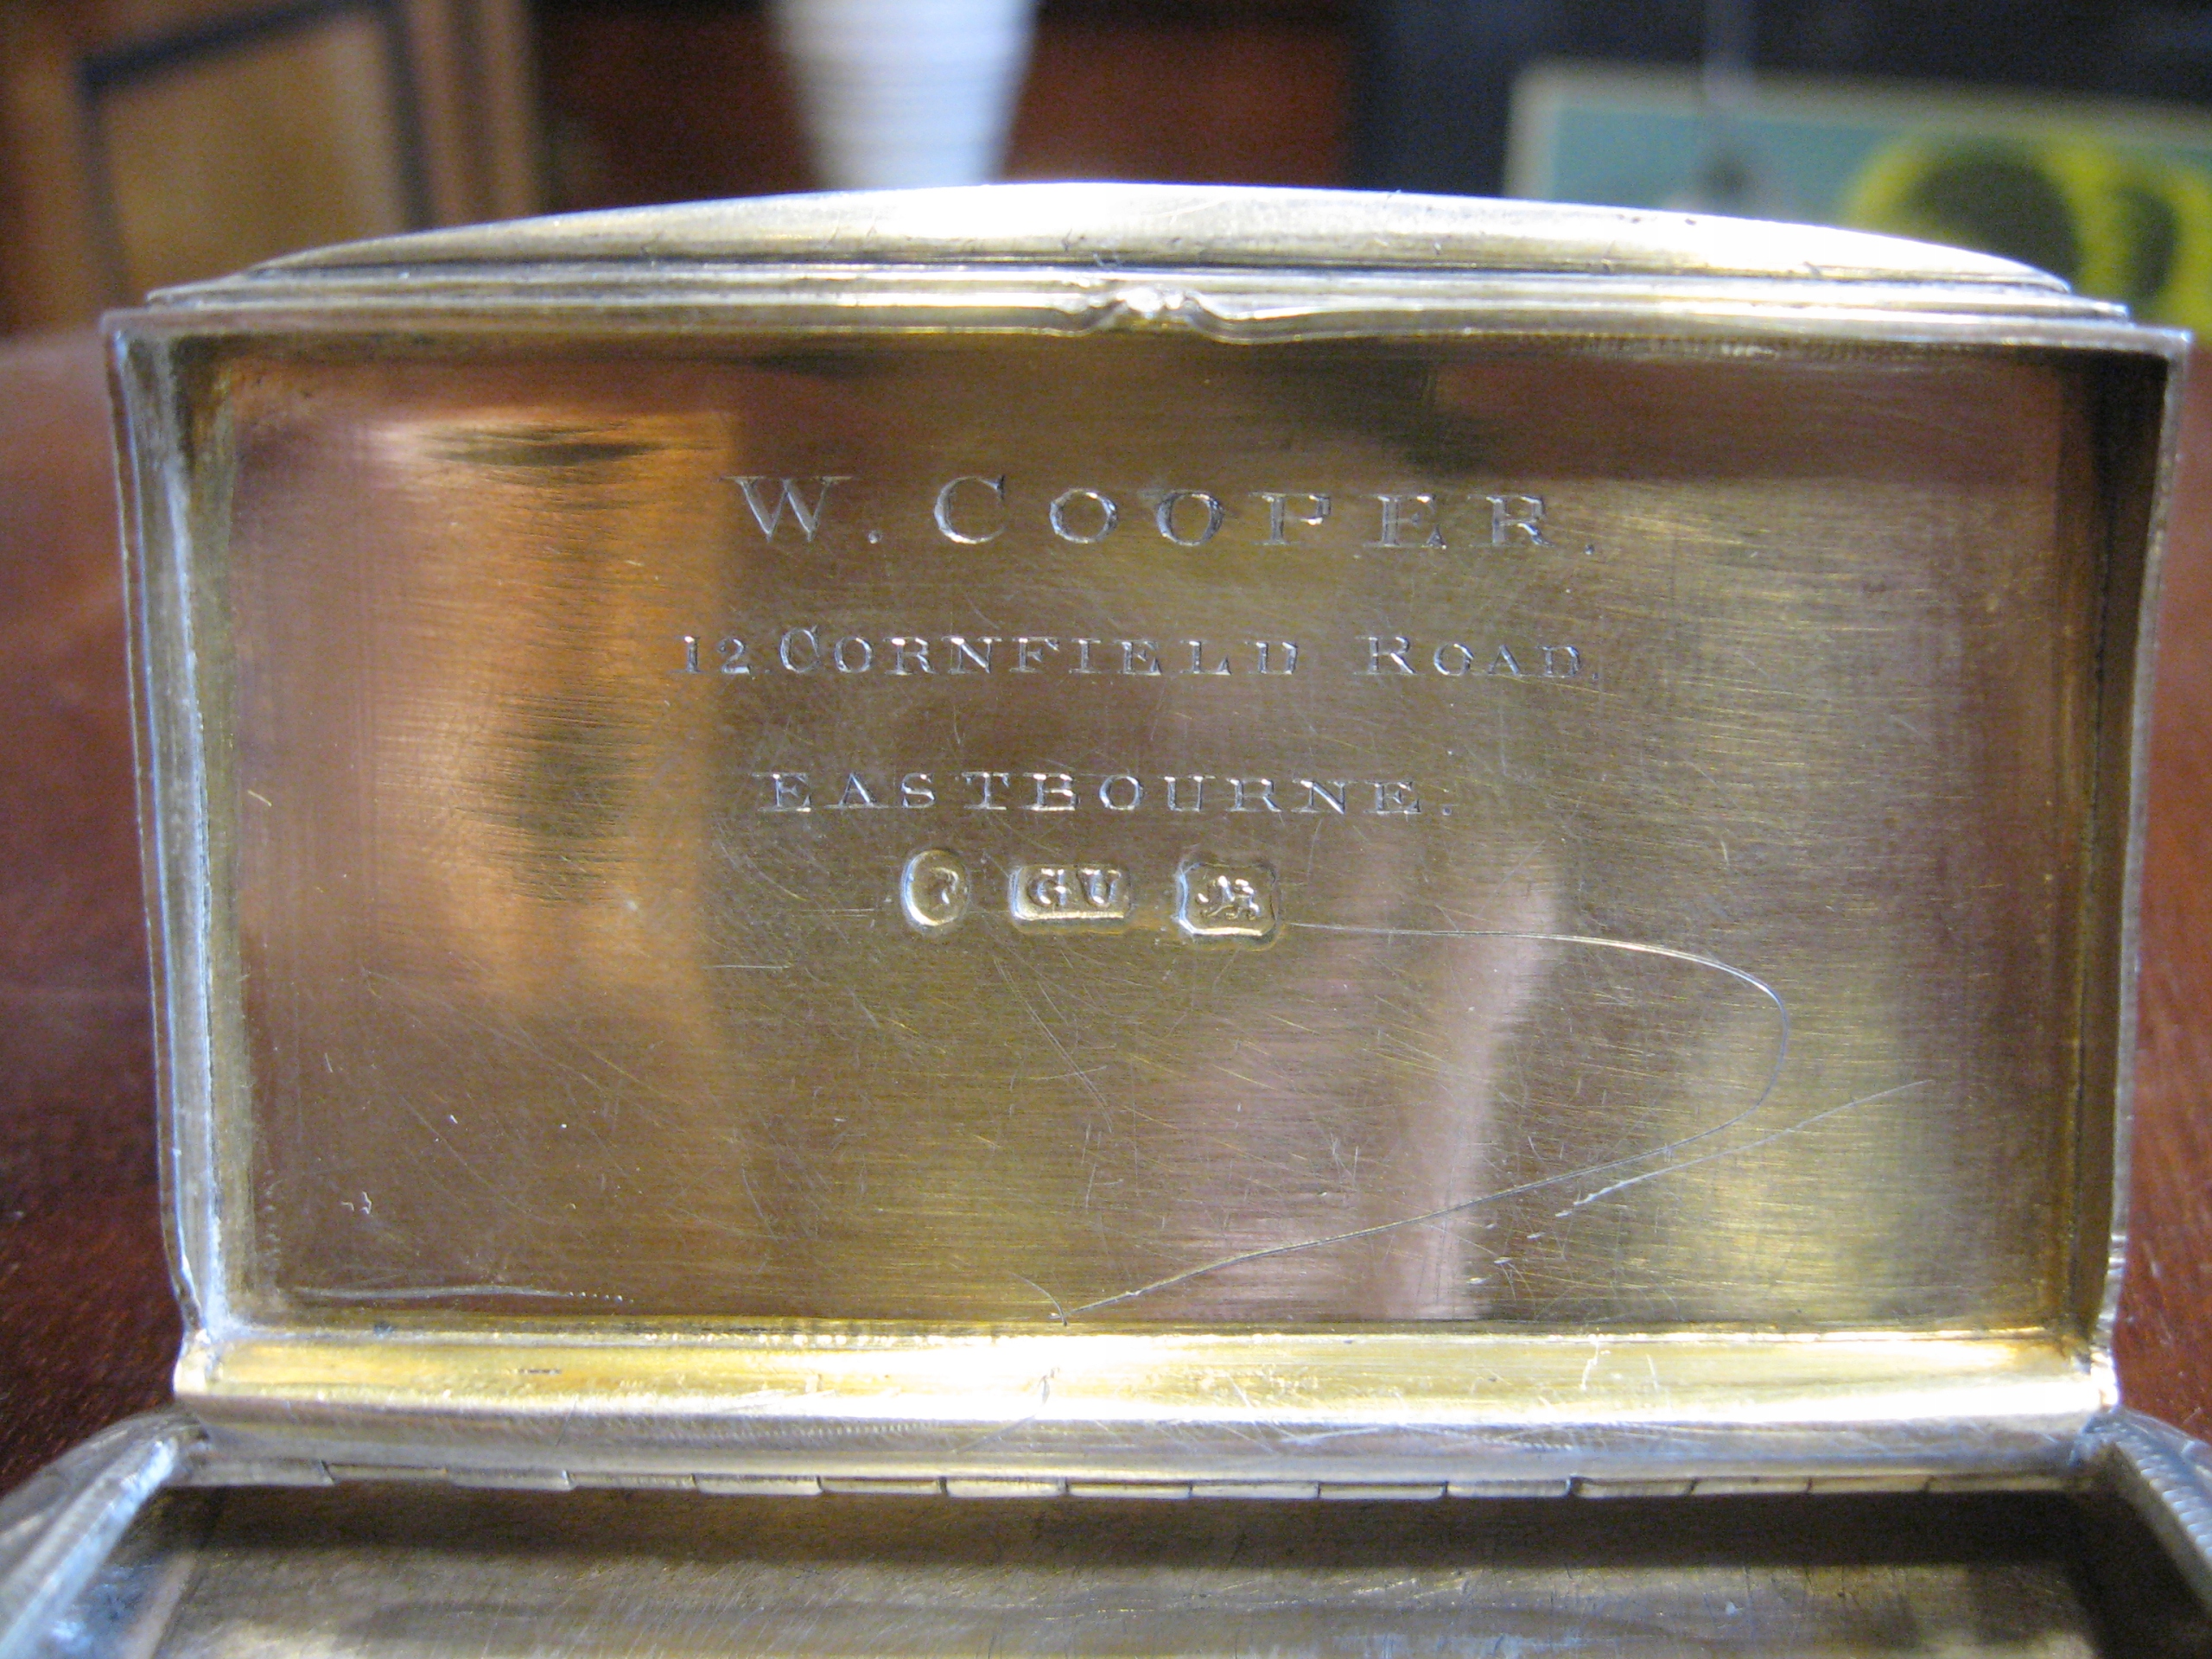 W. COOPER.
12 CORNFIELD ROAD,
EASTBOURNE.
GU